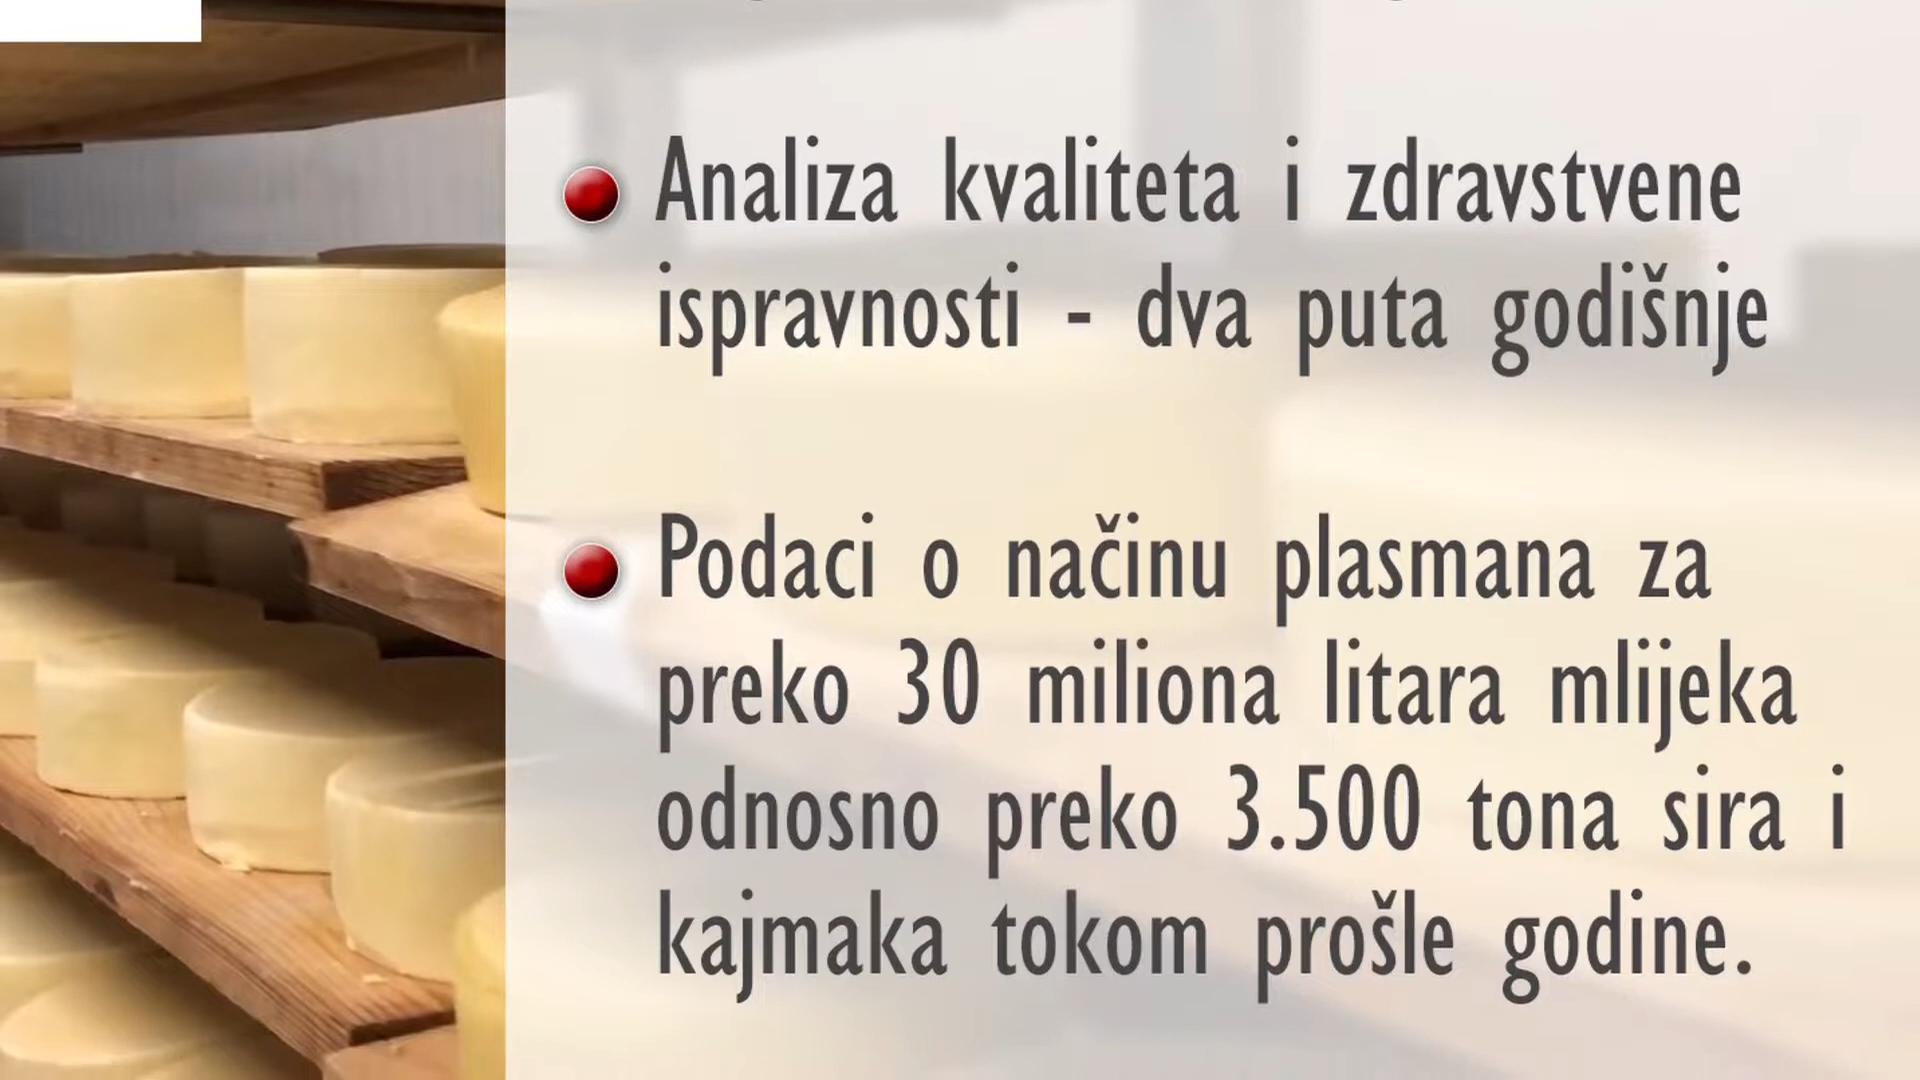 Analiza kvaliteta i zdravstvene
ispravnosti - dva puta godišnje
Podaci o načinu plasmana za
preko 30 miliona litara mlijeka
odnosno preko 3.500 tona sira i
kajmaka tokom prošle godine.